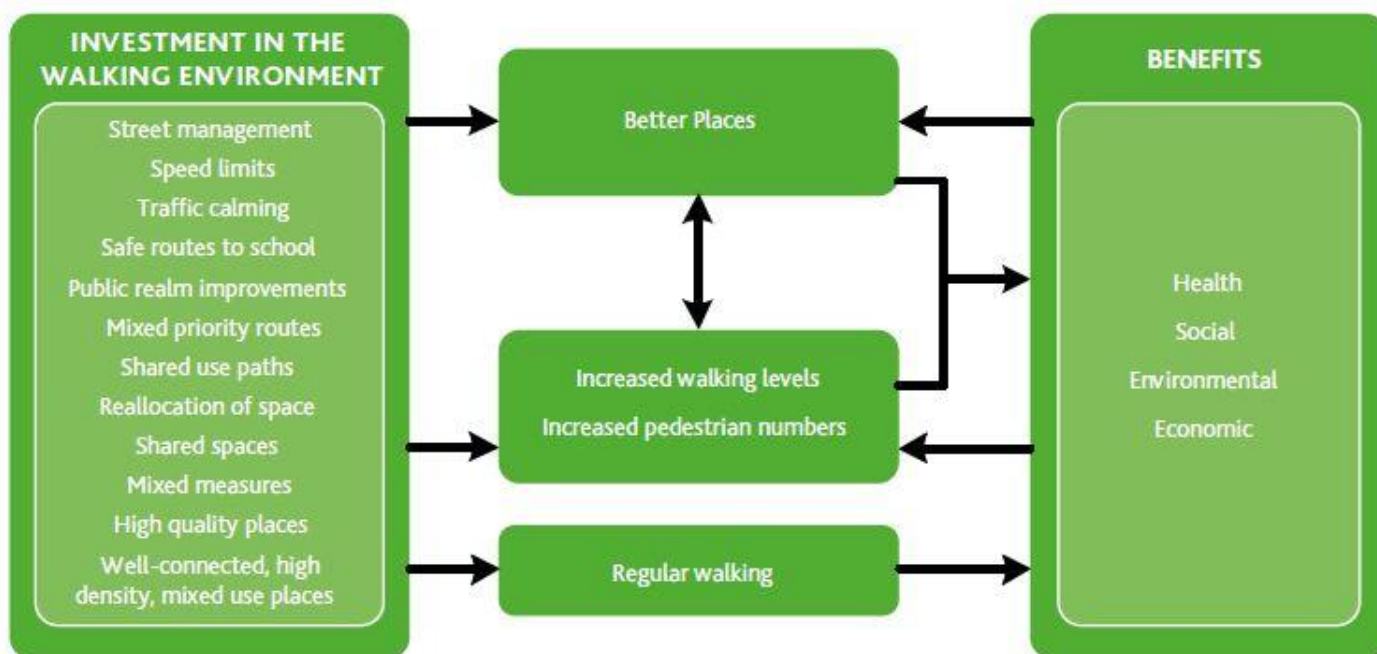 INVESTMENT IN THE
WALKING ENVIRONMENT
Street management
Speed limits
Traffic calming
Safe routes to school
Public realm improvements
Mixed priority routes
Shared use paths
Reallocation of space
Shared spaces
Mixed measures
High quality places
Well-connected, high
density, mixed use places
Better Places
Increased walking levels
Increased pedestrian numbers
Regular walking
BENEFITS
Health
Social
Environmental
Economic